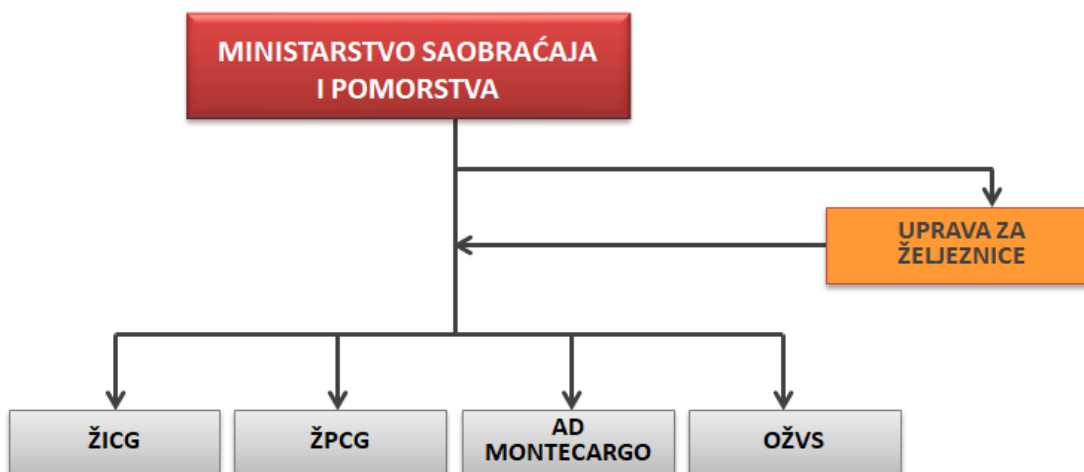 MINISTARSTVO SAOBRAĆAJA
I POMORSTVA
UPRAVA ZA
ŽELJEZNICE
ŽICG
ŽPCG
AD
MONTECARGO
OŽVS